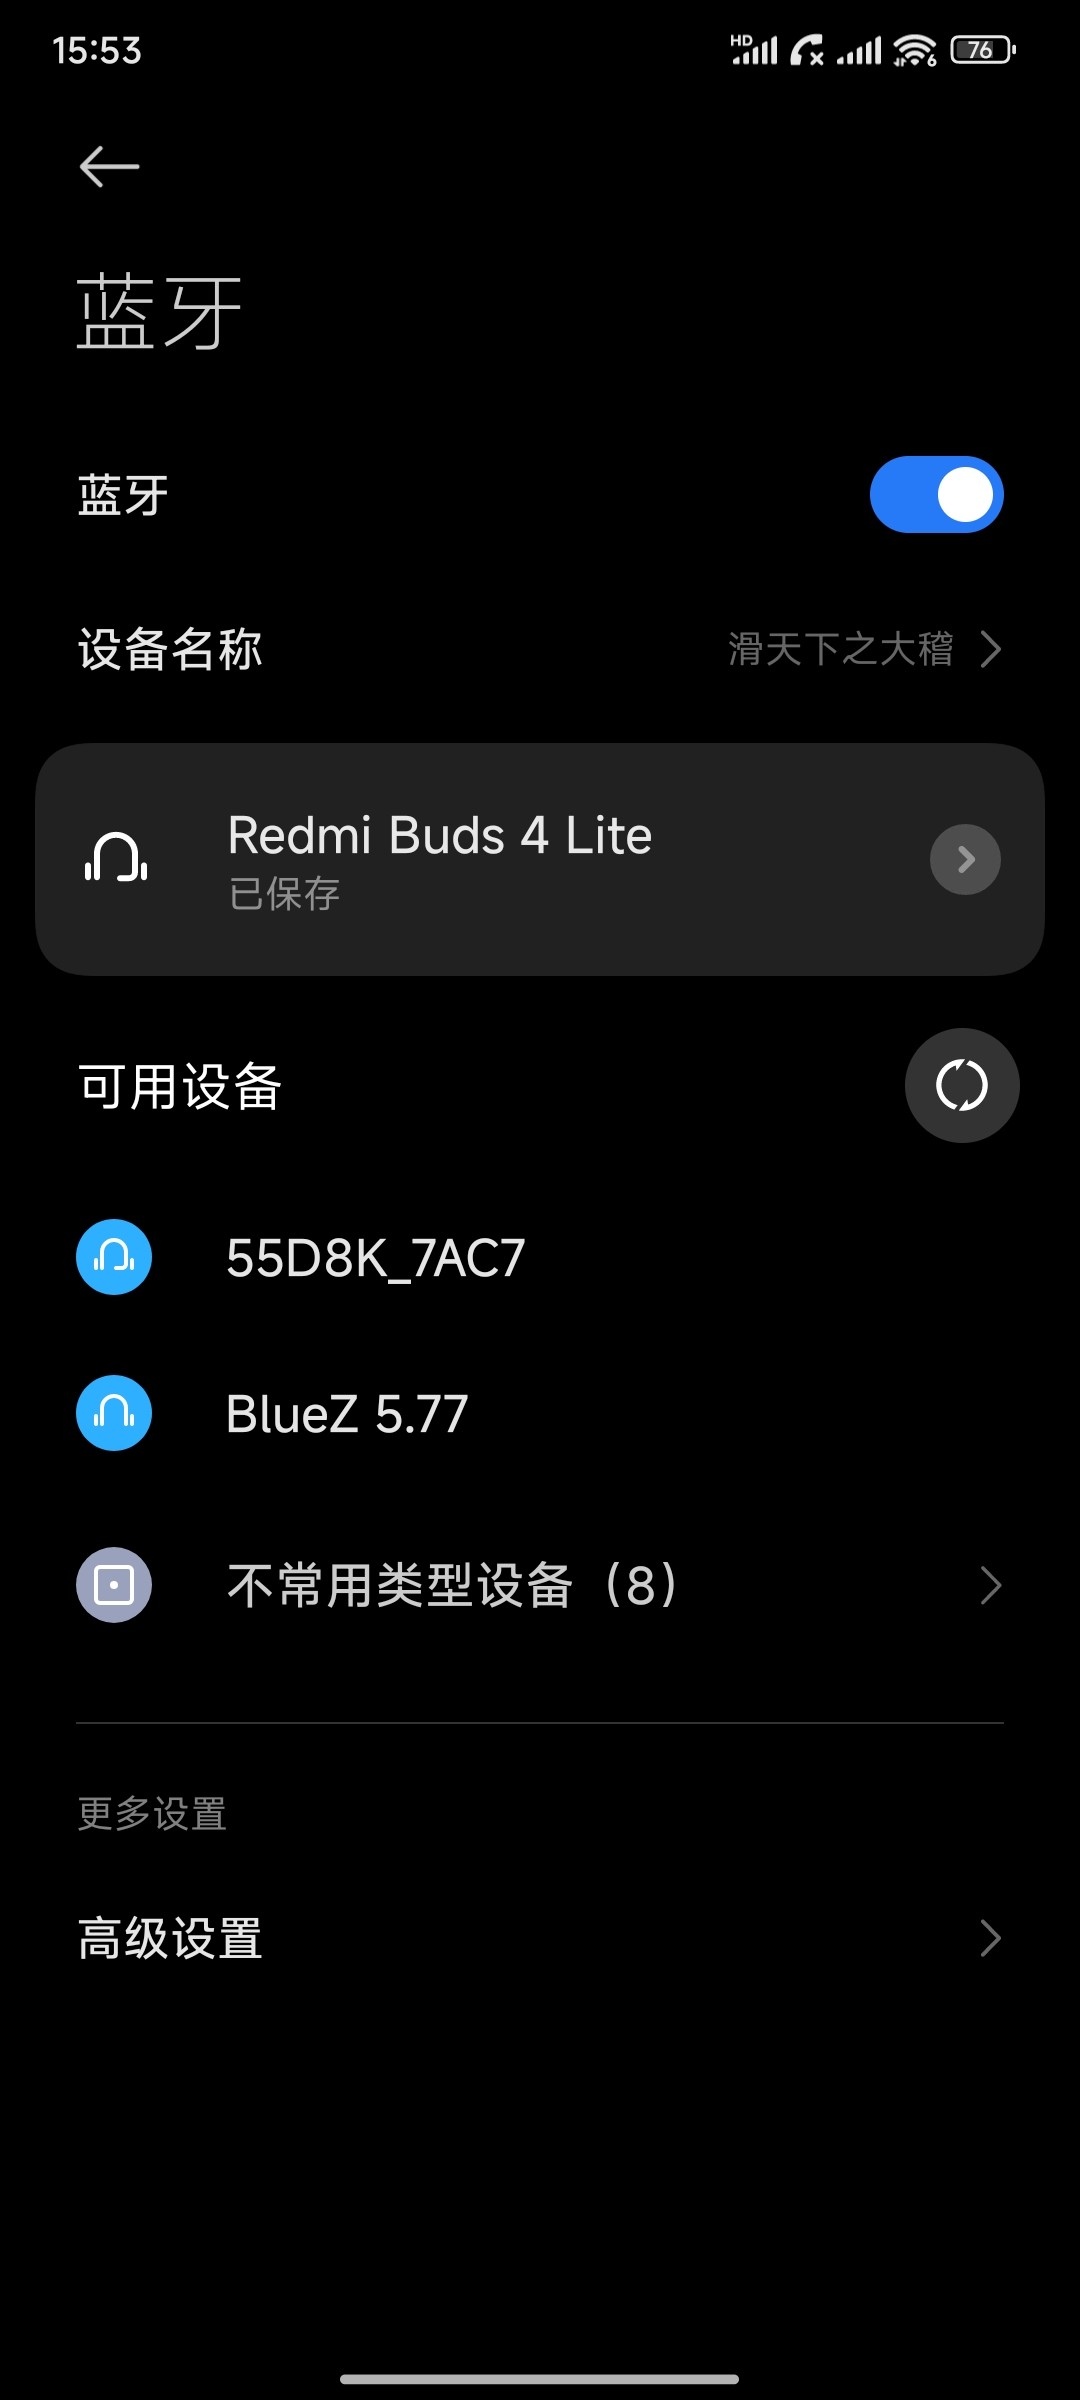 15:53
HD
6
76
蓝牙
蓝牙
设备名称
滑天下之大稽
Redmi Buds 4 Lite
已保存
可用设备
55D8K_7AC7
BlueZ 5.77
不常用类型设备（8）
更多设置
高级设置